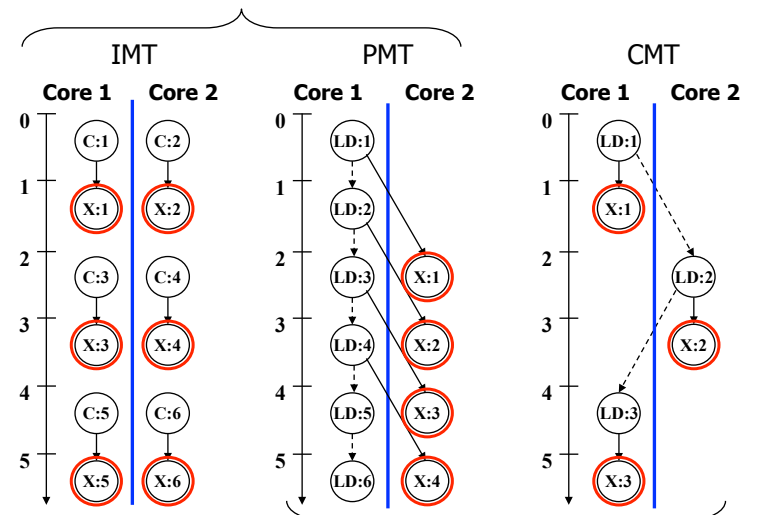 IMT PMT CMT
Core 1 Core 2 Core 1 Core 2 Core 1 Core 2
0 C:1 C:2 0 LD:1 0 LD:1
1 X:1 X:2 1 LD:2 1 X:1
2 C:3 C:4 2 LD:3 X:1 2 LD:2
3 X:3 X:4 3 LD:4 X:2 3 X:2
4 C:5 C:6 4 LD:5 X:3 4 LD:3
5 X:5 X:6 5 LD:6 X:4 5 X:3